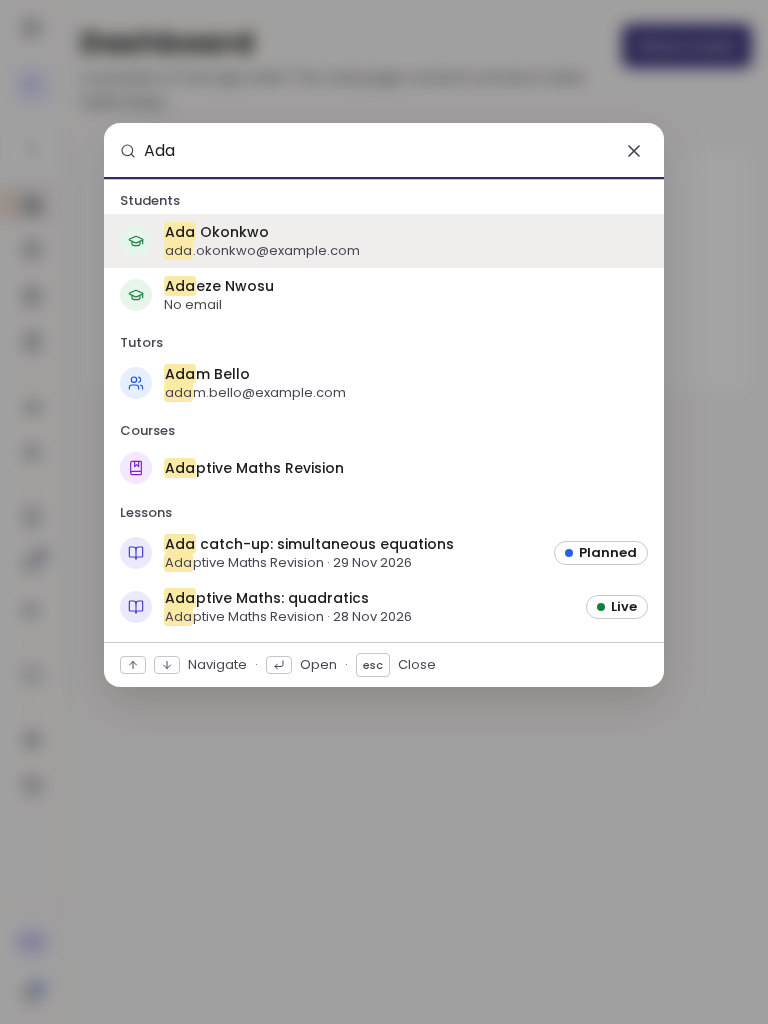 Dashboard
Ada
Students
Ada Okonkwo
ada.okonkwo@example.com
Adaeze Nwosu
No email
Tutors
Adam Bello
adam.bello@example.com
Courses
Adaptive Maths Revision
Lessons
Ada catch-up: simultaneous equations
Adaptive Maths Revision · 29 Nov 2026
Planned
Adaptive Maths: quadratics
Adaptive Maths Revision · 28 Nov 2026
Live
↑ ↓ Navigate · ↵ Open · esc Close